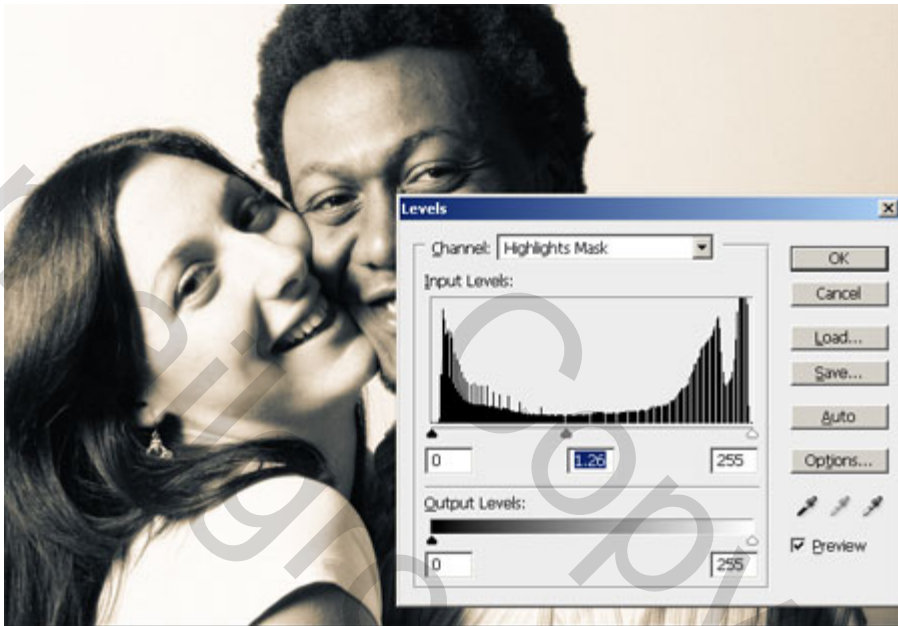 Levels
Channel: Highlights Mask
Input Levels:
0 1.26 255
Output Levels:
0 255
OK
Cancel
Load...
Save...
Auto
Options...
Preview